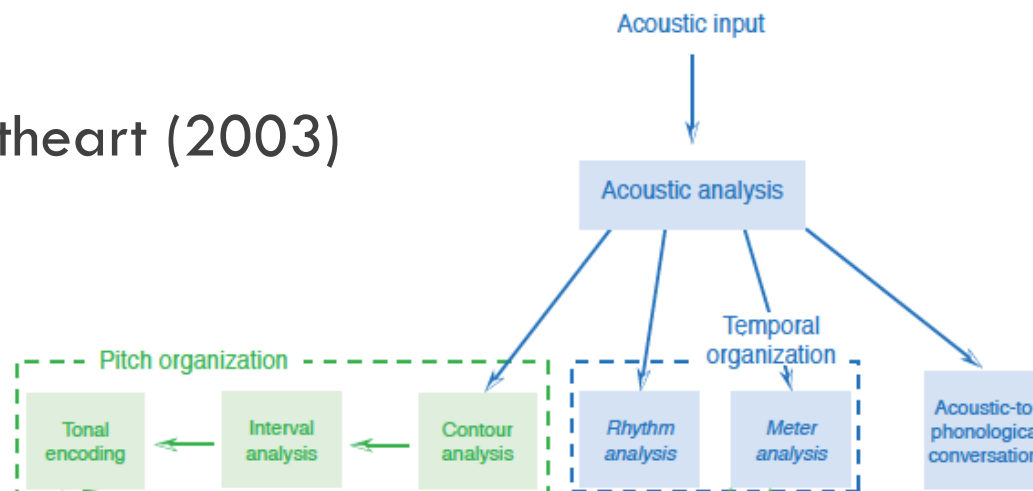 Acoustic input
theart (2003)
Acoustic analysis
Temporal
organization
Pitch organization
Tonal
encoding
Interval
analysis
Contour
analysis
Rhythm
analysis
Meter
analysis
Acoustic-to
phonologica
conversation